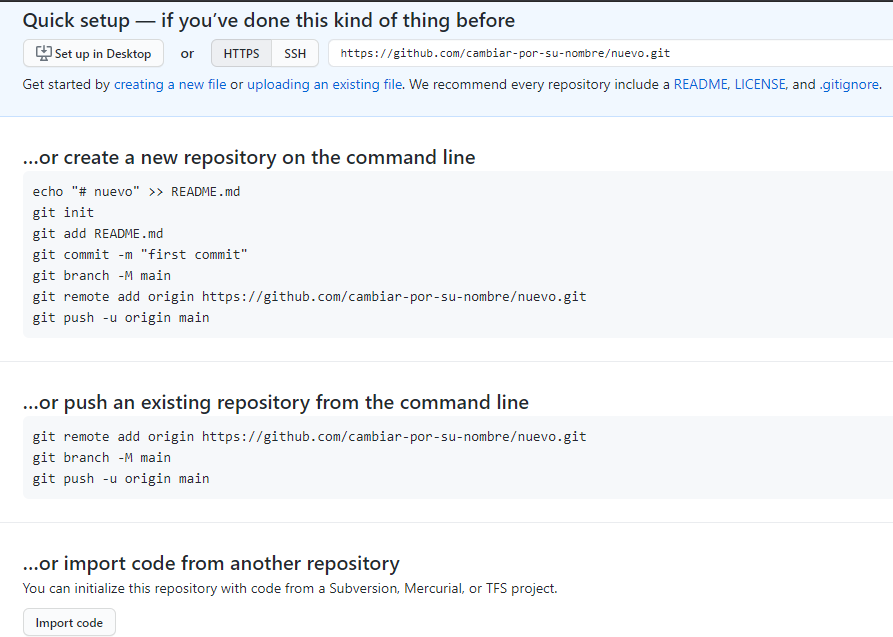 Quick setup — if you’ve done this kind of thing before
Set up in Desktop or HTTPS SSH https://github.com/cambiar-por-su-nombre/nuevo.git
Get started by creating a new file or uploading an existing file. We recommend every repository include a README, LICENSE, and .gitignore.
…or create a new repository on the command line
echo "# nuevo" >> README.md
git init
git add README.md
git commit -m "first commit"
git branch -M main
git remote add origin https://github.com/cambiar-por-su-nombre/nuevo.git
git push -u origin main
…or push an existing repository from the command line
git remote add origin https://github.com/cambiar-por-su-nombre/nuevo.git
git branch -M main
git push -u origin main
…or import code from another repository
You can initialize this repository with code from a Subversion, Mercurial, or TFS project.
Import code